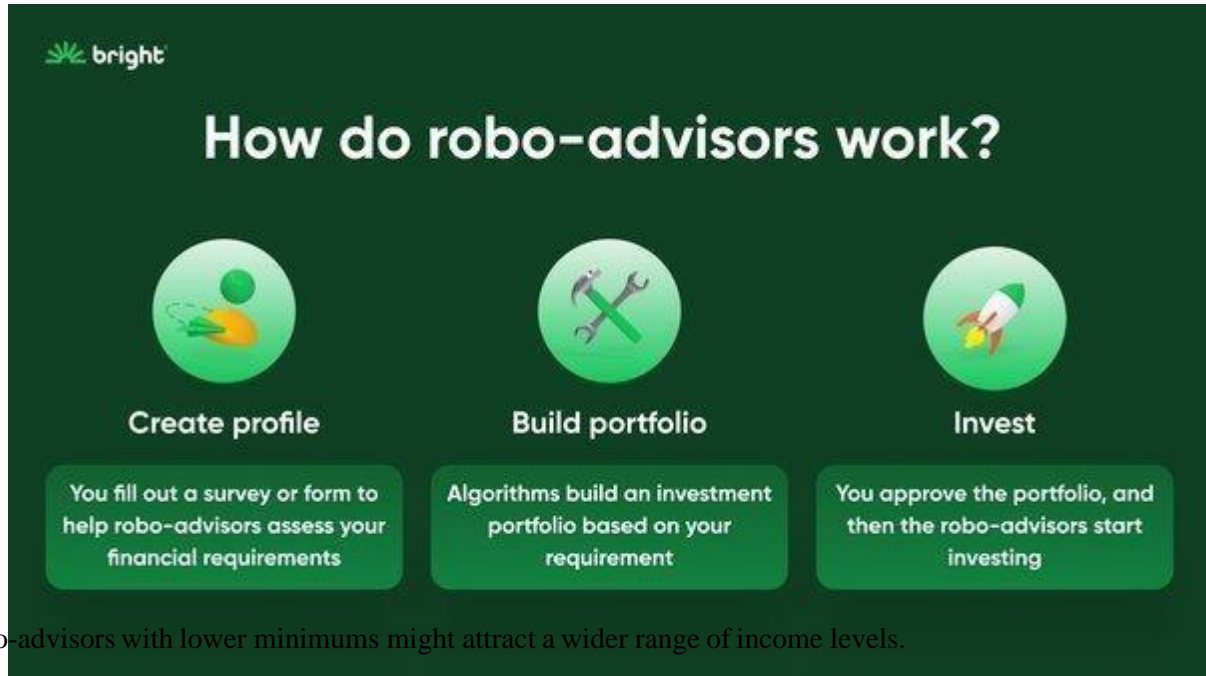 bright
How do robo-advisors work?
Create profile
You fill out a survey or form to
help robo-advisors assess your
financial requirements
Build portfolio
Algorithms build an investment
portfolio based on your
requirement
Invest
You approve the portfolio, and
then the robo-advisors start
investing
o-advisors with lower minimums might attract a wider range of income levels.